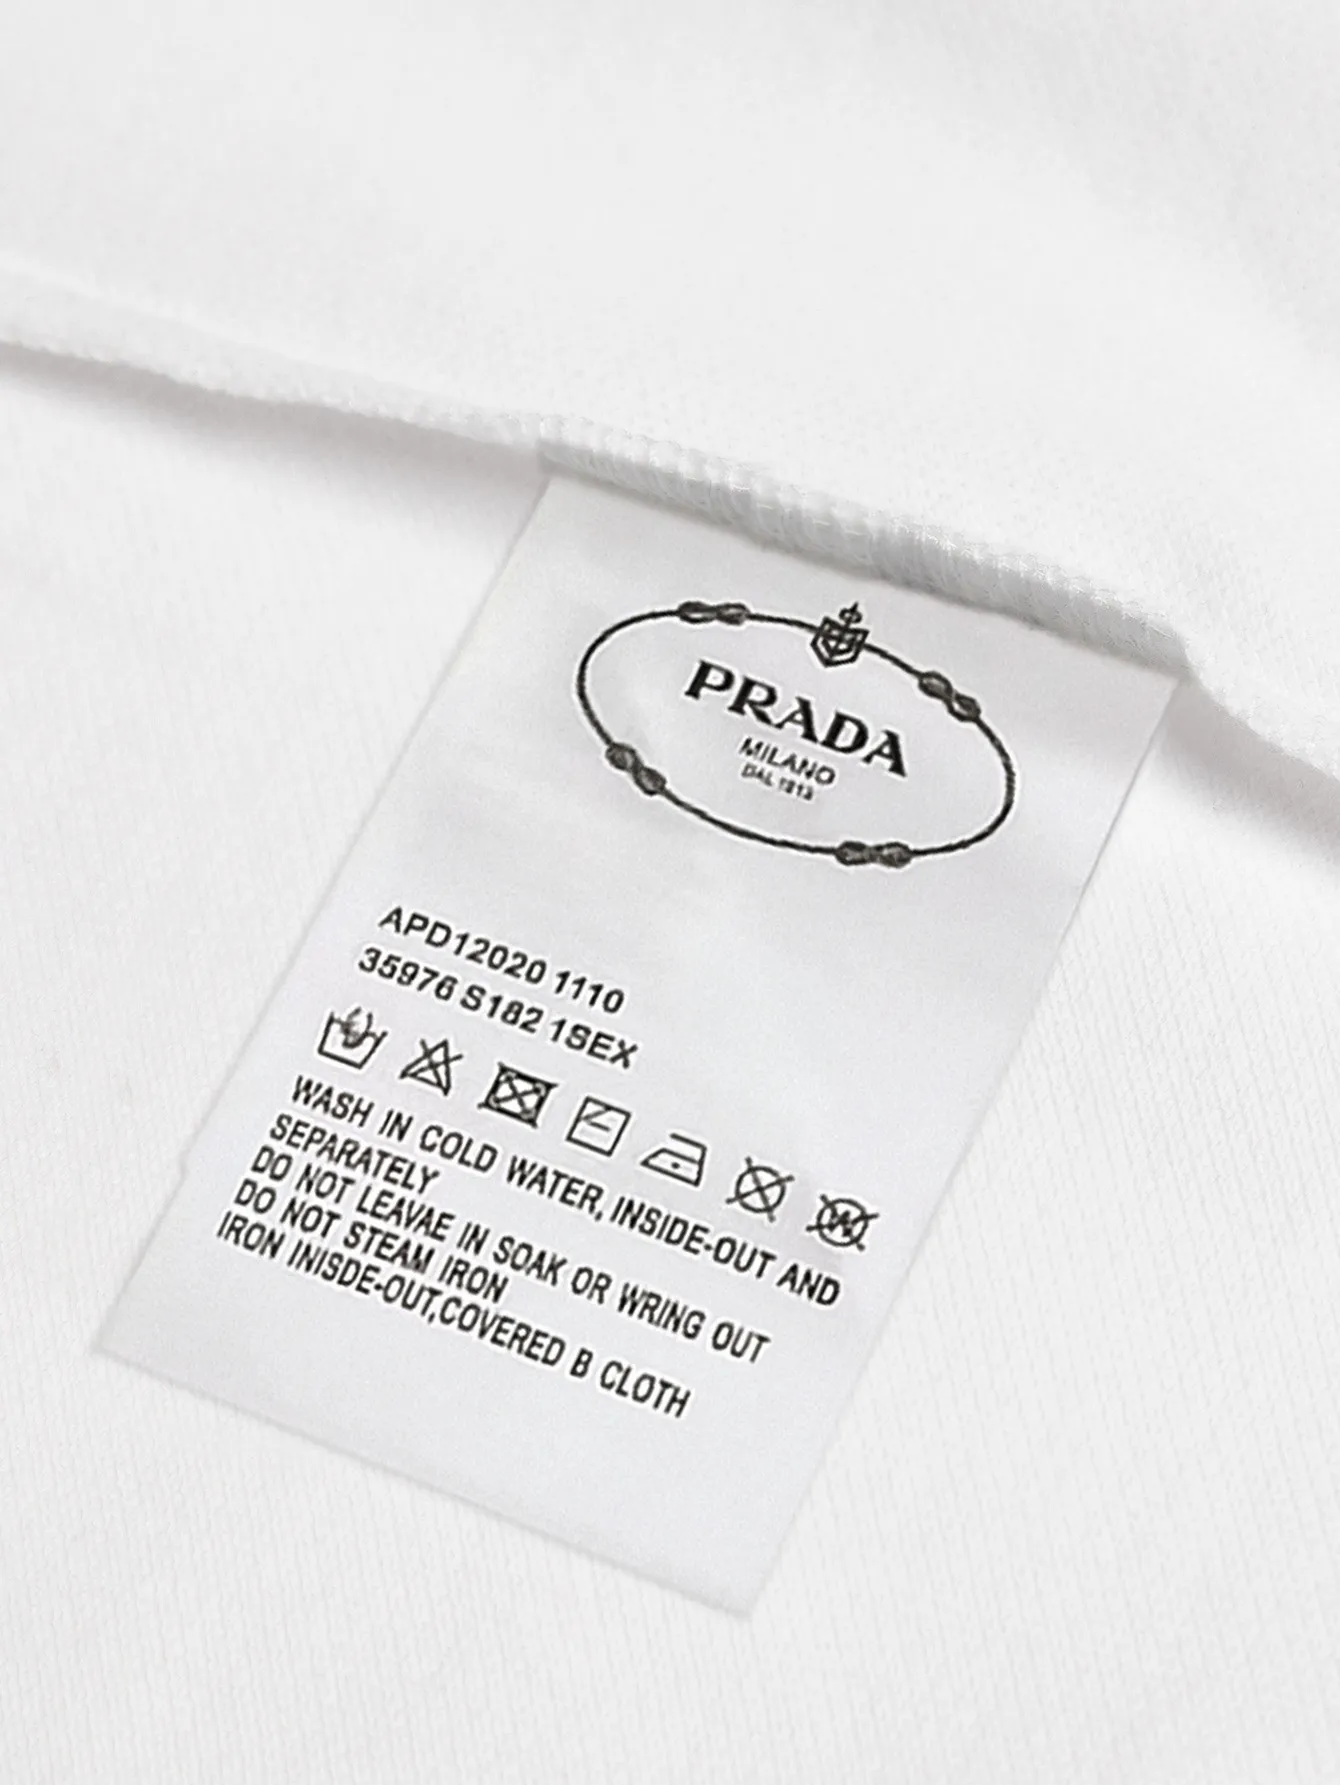 PRADA
MILANO
DAL 1913
APD12020 1110
35976 S182 1SEX
WASH IN COLD WATER, INSIDE-OUT AND
SEPARATELY
DO NOT LEAVAE IN SOAK OR WRING OUT
DO NOT STEAM IRON
IRON INISDE-OUT,COVERED B CLOTH